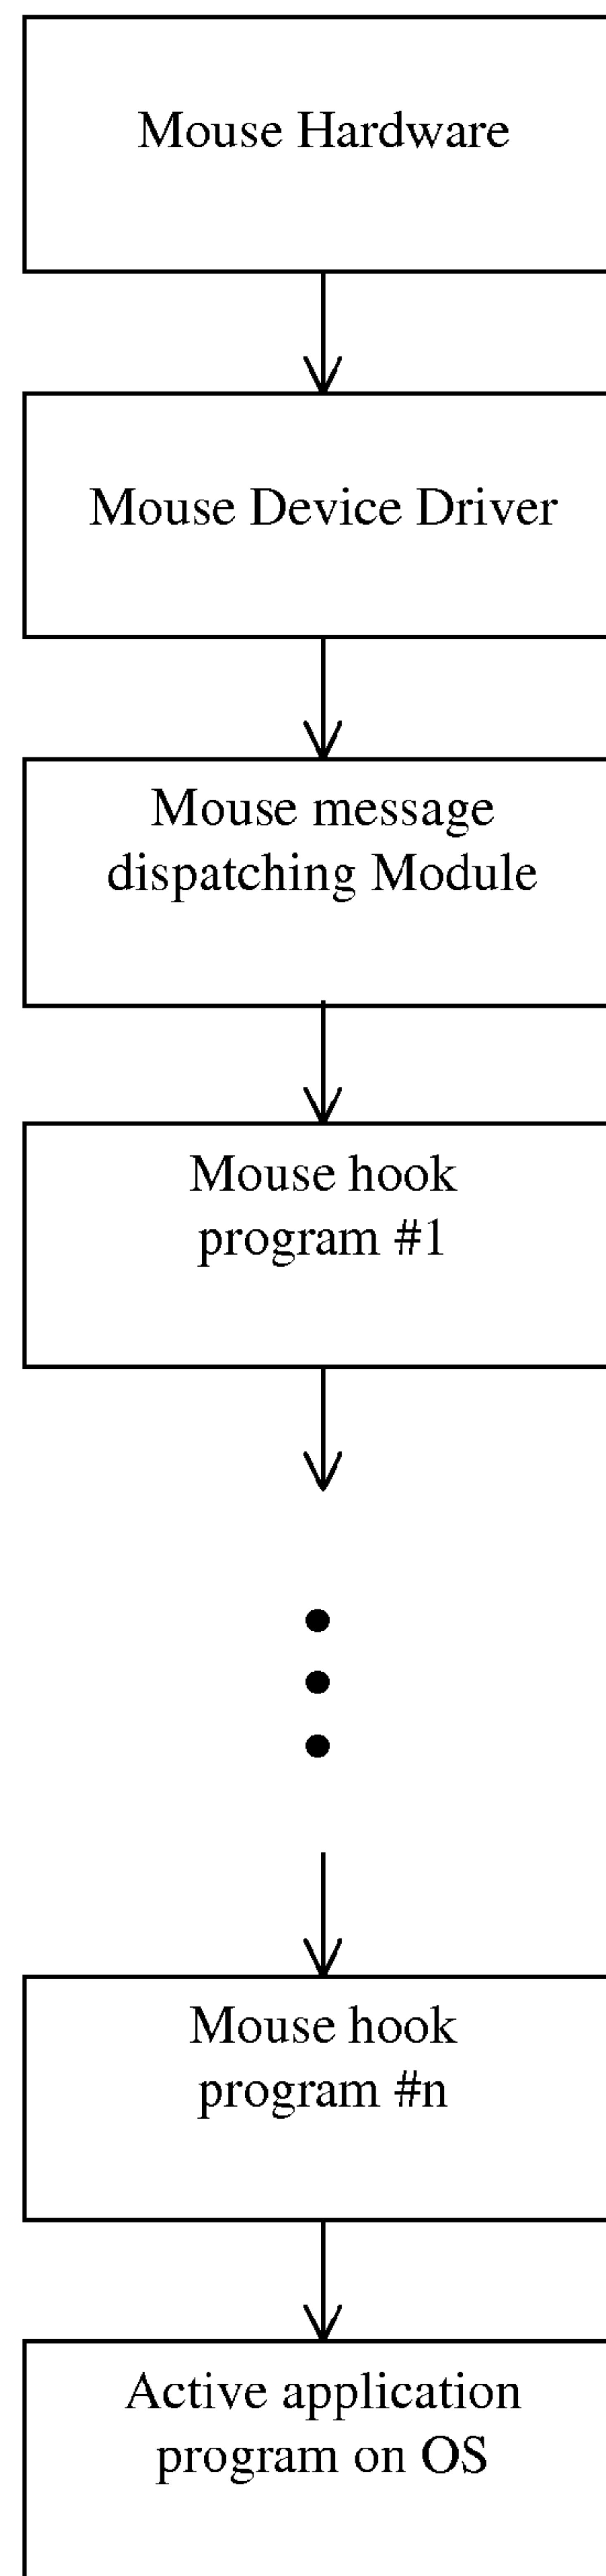 Mouse Hardware
Mouse Device Driver
Mouse message
dispatching Module
Mouse hook
program #1
Mouse hook
program #n
Active application
program on OS